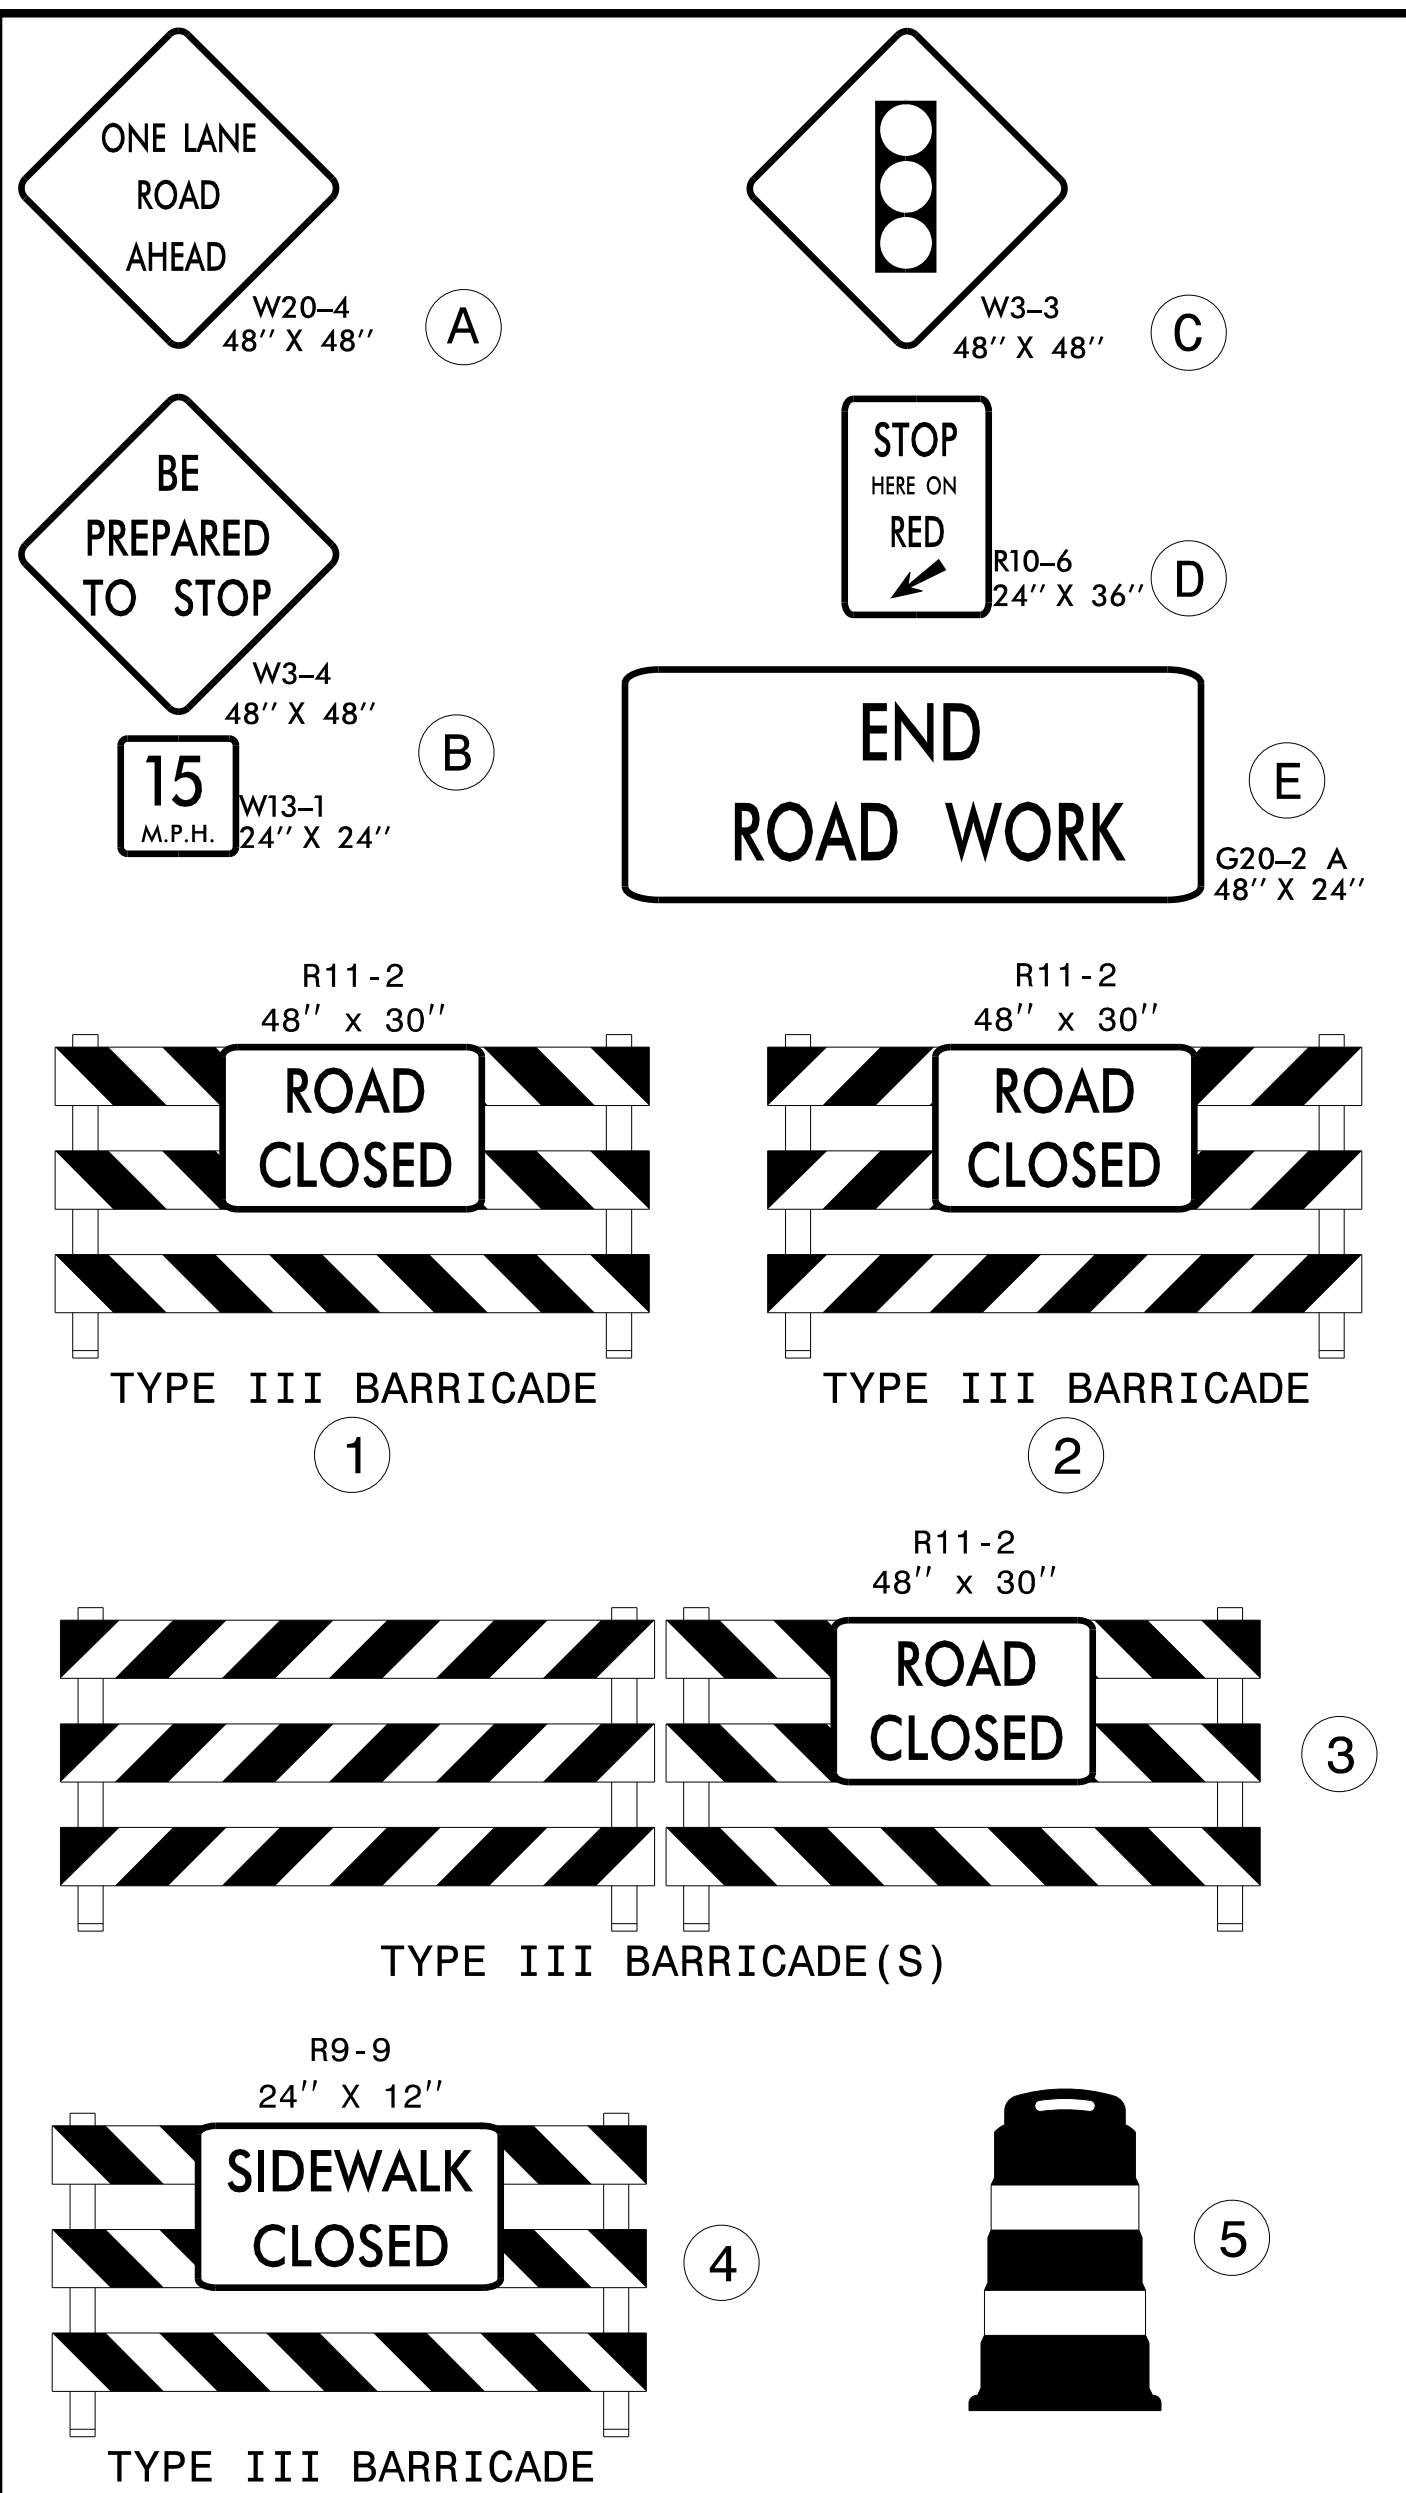 ONE LANE
ROAD
AHEAD
W20-4
48'' X 48''
A
W3-3
48'' X 48''
C
BE
PREPARED
TO STOP
W3-4
48'' X 48''
15
M.P.H.
W13-1
24'' X 24''
B
STOP
HERE ON
RED
R10-6
24'' X 36''
D
END
ROAD WORK
E
G20-2 A
48'' X 24''
R11-2
48'' x 30''
ROAD
CLOSED
TYPE III BARRICADE
1
R11-2
48'' x 30''
ROAD
CLOSED
TYPE III BARRICADE
2
R11-2
48'' x 30''
ROAD
CLOSED
3
TYPE III BARRICADE(S)
R9-9
24'' X 12''
SIDEWALK
CLOSED
4
TYPE III BARRICADE
5